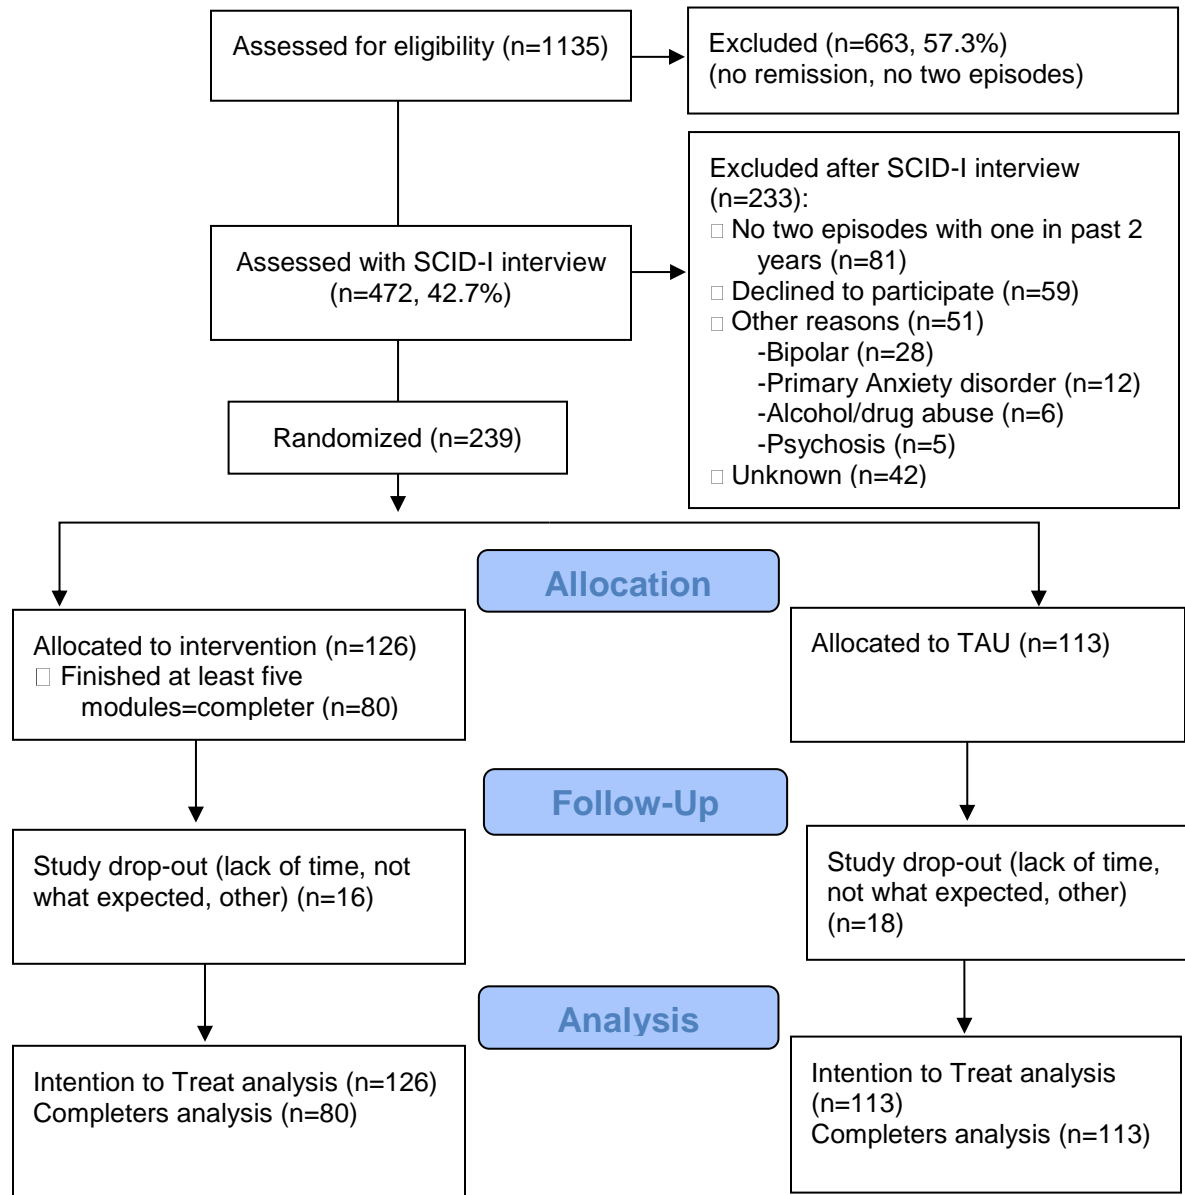 Assessed for eligibility (n=1135)
Excluded (n=663, 57.3%)
(no remission, no two episodes)
Excluded after SCID-I interview
(n=233):
□ No two episodes with one in past 2
years (n=81)
□ Declined to participate (n=59)
□ Other reasons (n=51)
-Bipolar (n=28)
-Primary Anxiety disorder (n=12)
-Alcohol/drug abuse (n=6)
-Psychosis (n=5)
□ Unknown (n=42)
Assessed with SCID-I interview
(n=472, 42.7%)
Randomized (n=239)
Allocation
Allocated to intervention (n=126)
□ Finished at least five
modules=completer (n=80)
Allocated to TAU (n=113)
Follow-Up
Study drop-out (lack of time, not
what expected, other) (n=16)
Study drop-out (lack of time,
not what expected, other)
(n=18)
Analysis
Intention to Treat analysis (n=126)
Completers analysis (n=80)
Intention to Treat analysis
(n=113)
Completers analysis (n=113)